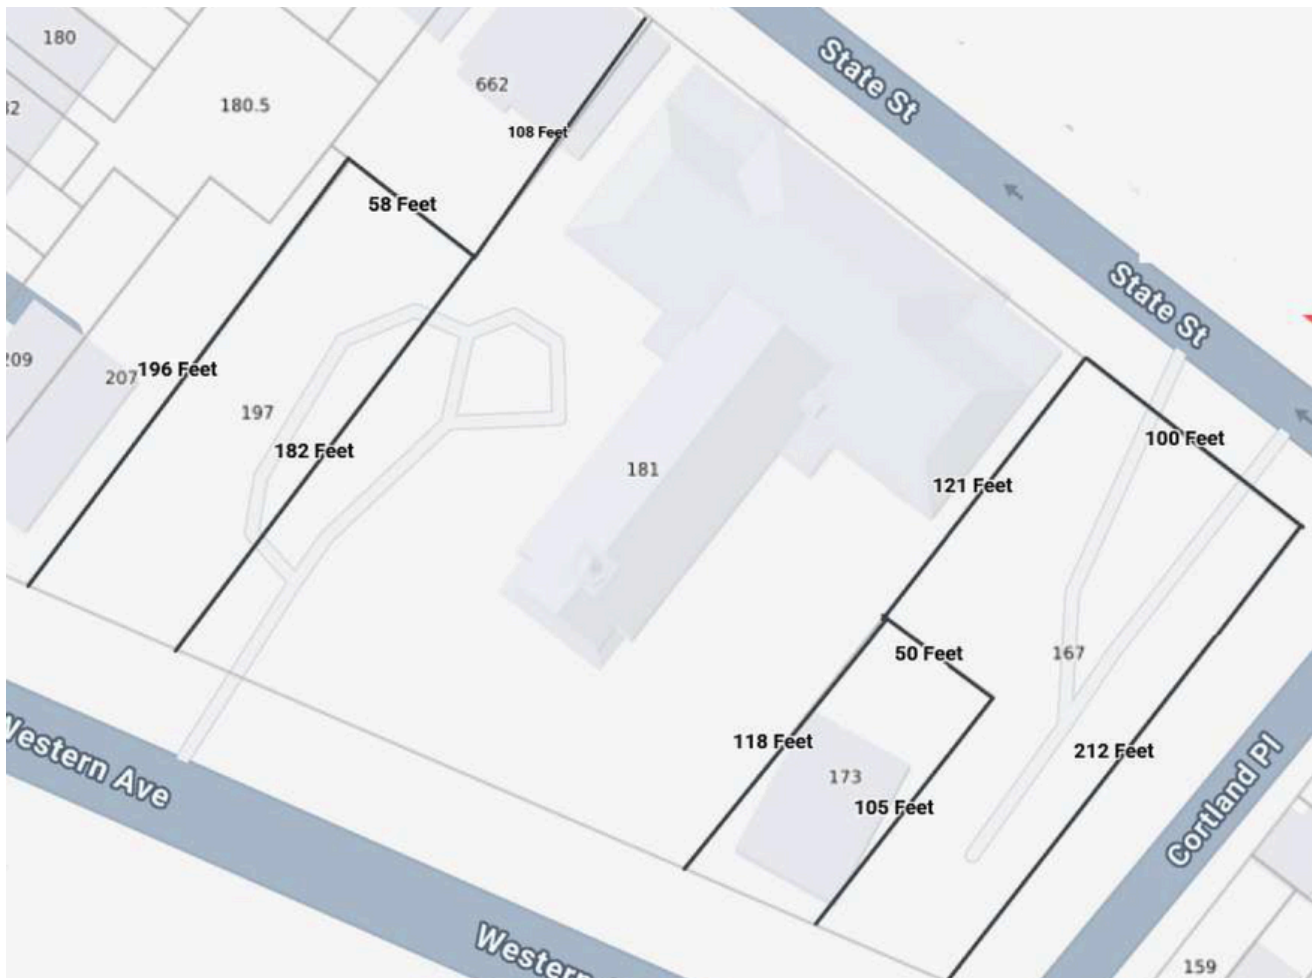 180
State St
662
180.5
108 Feet
58 Feet
State St
209
207
196 Feet
197
182 Feet
181
121 Feet
100 Feet
50 Feet
167
118 Feet
212 Feet
173
105 Feet
Western Ave
Cortland Pl
Western
159